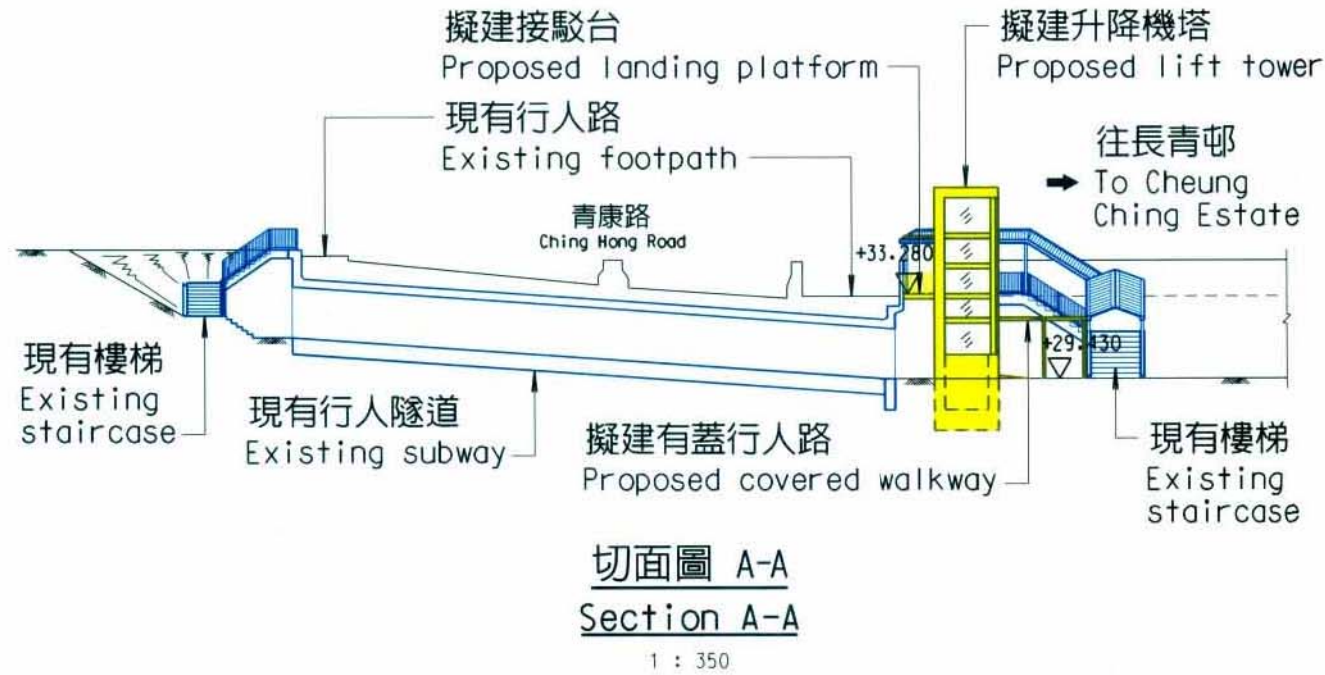 擬建接駁台
Proposed landing platform
擬建升降機塔
Proposed lift tower
現有行人路
Existing footpath
往長青邨
To Cheung
Ching Estate
青康路
Ching Hong Road
+33.280
+29.430
現有樓梯
Existing
staircase
現有行人隧道
Existing subway
擬建有蓋行人路
Proposed covered walkway
現有樓梯
Existing
staircase
切面圖 A-A
Section A-A
1 : 350